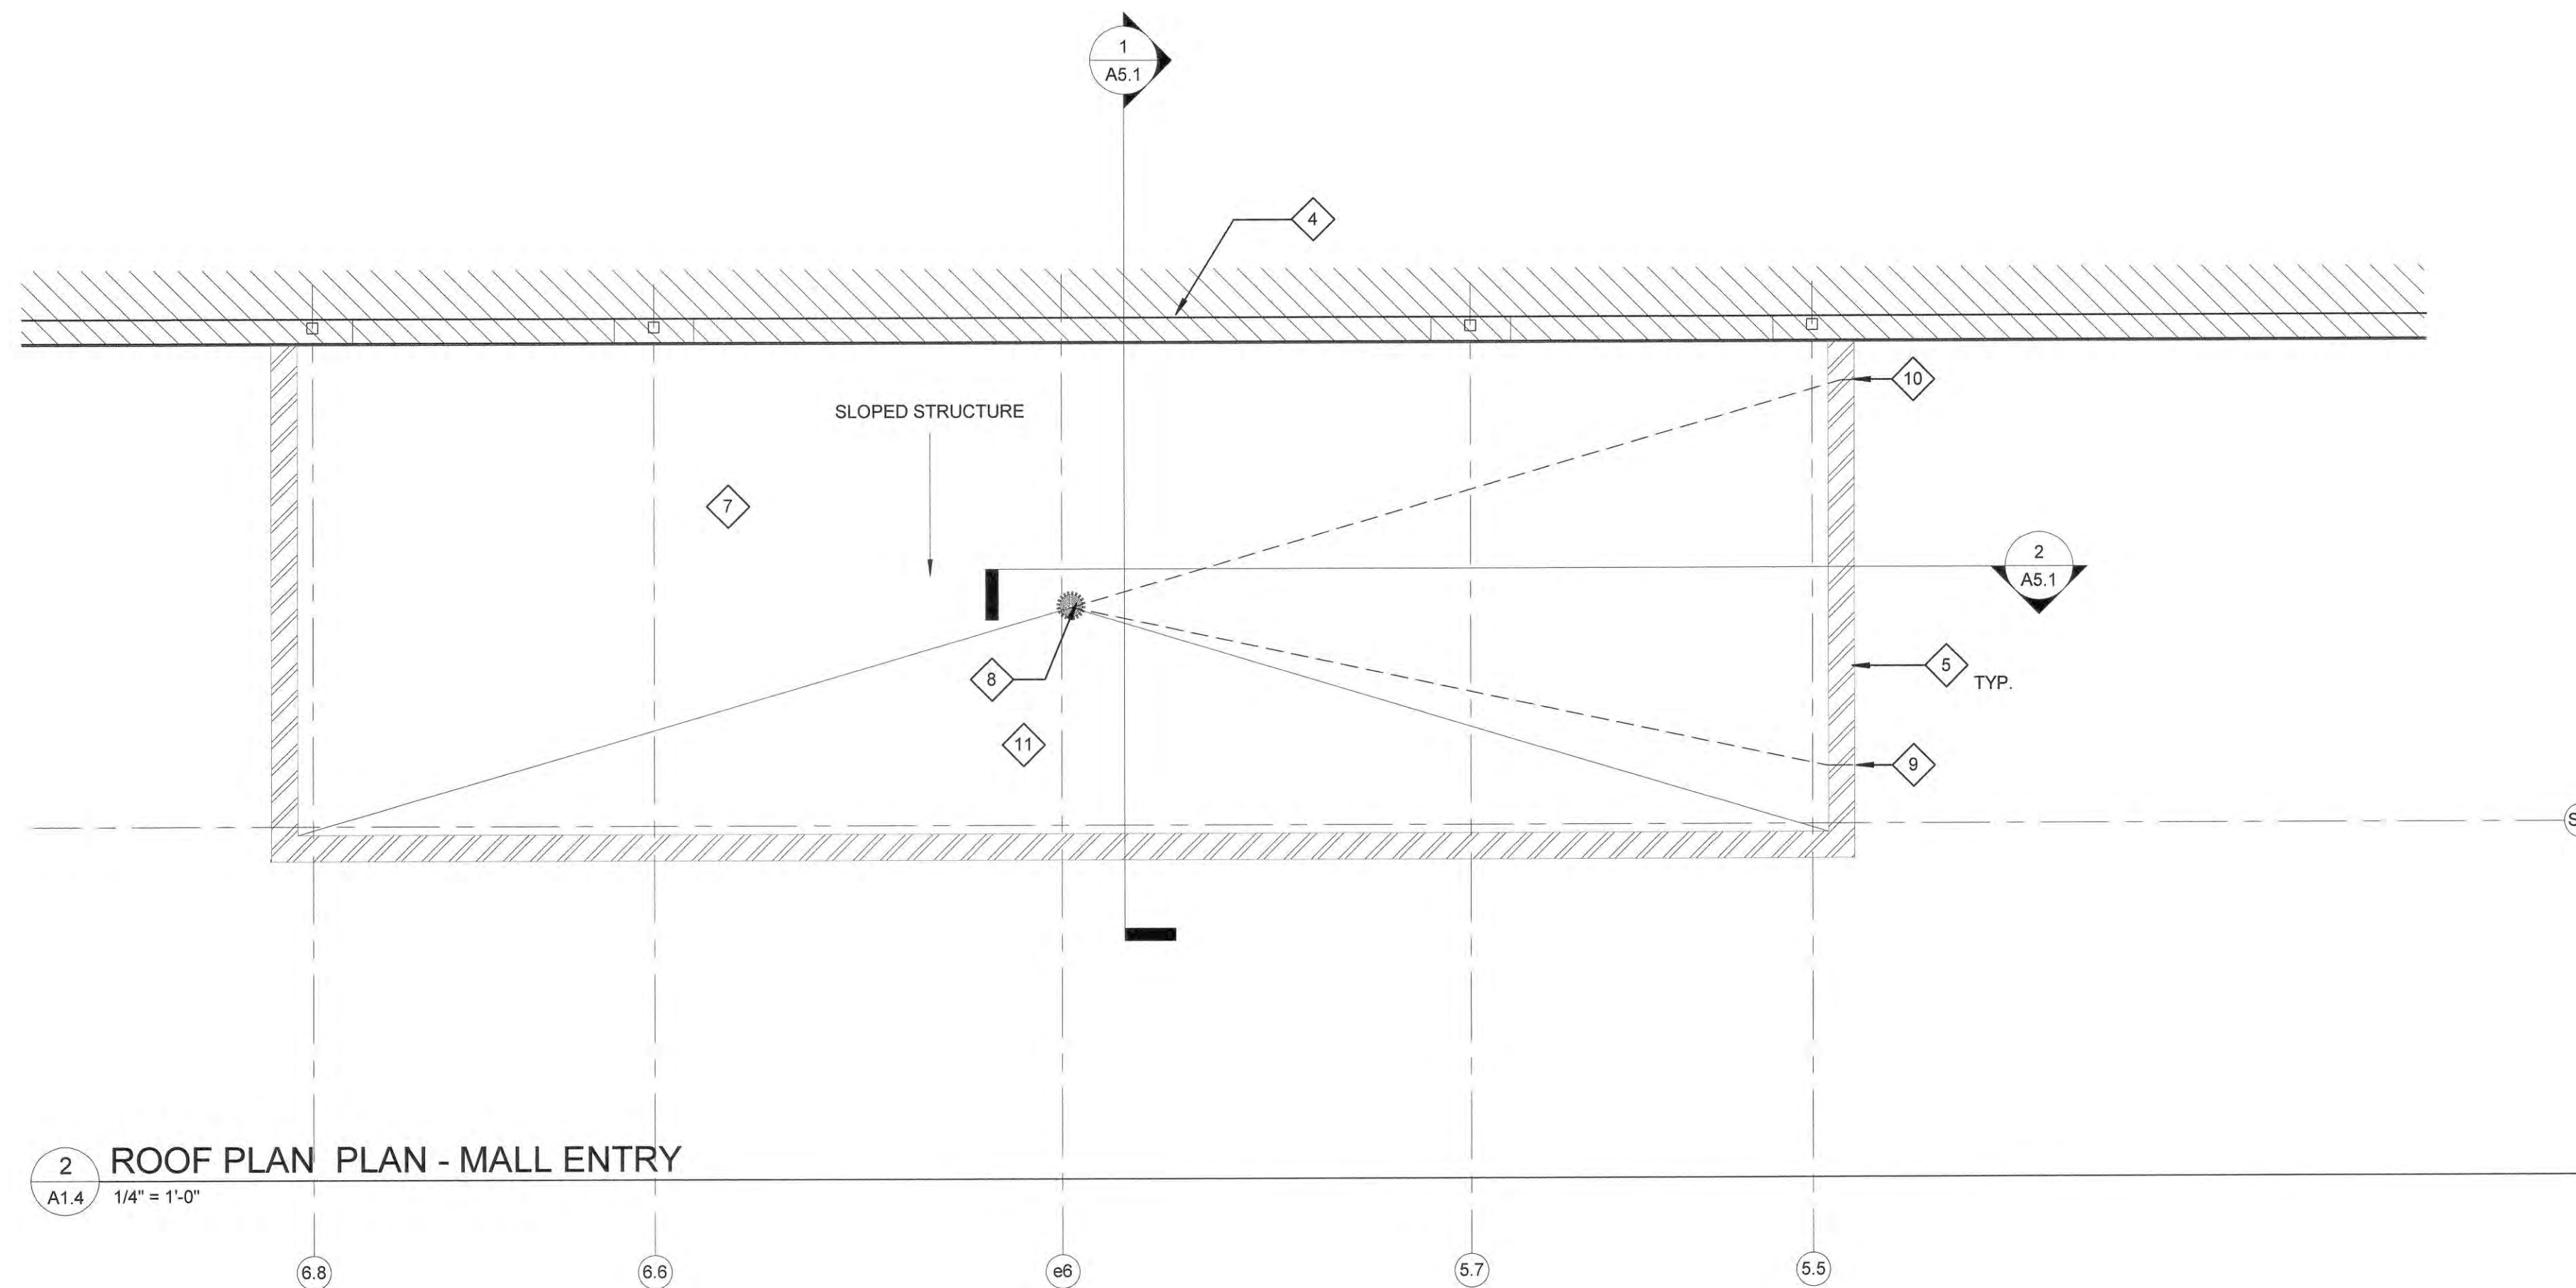 1
A5.1
4
10
SLOPED STRUCTURE
7
2
A5.1
8
5
TYP.
11
9
S
2
A1.4
ROOF PLAN PLAN - MALL ENTRY
1/4" = 1'-0"
6.8
6.6
e6
5.7
5.5